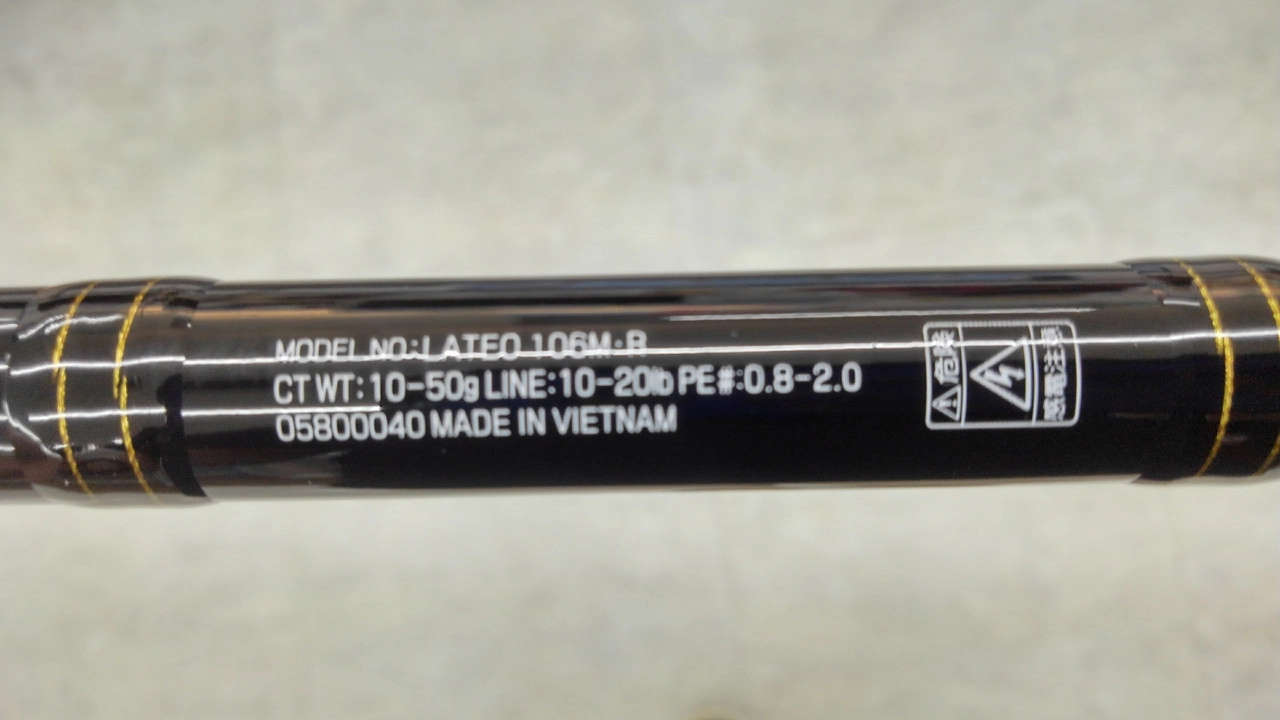 MODEL NO.:LATEO 106M・R
CT WT:10-50g LINE:10-20lb PE#:0.8-2.0
05800040 MADE IN VIETNAM
危険
感電注意